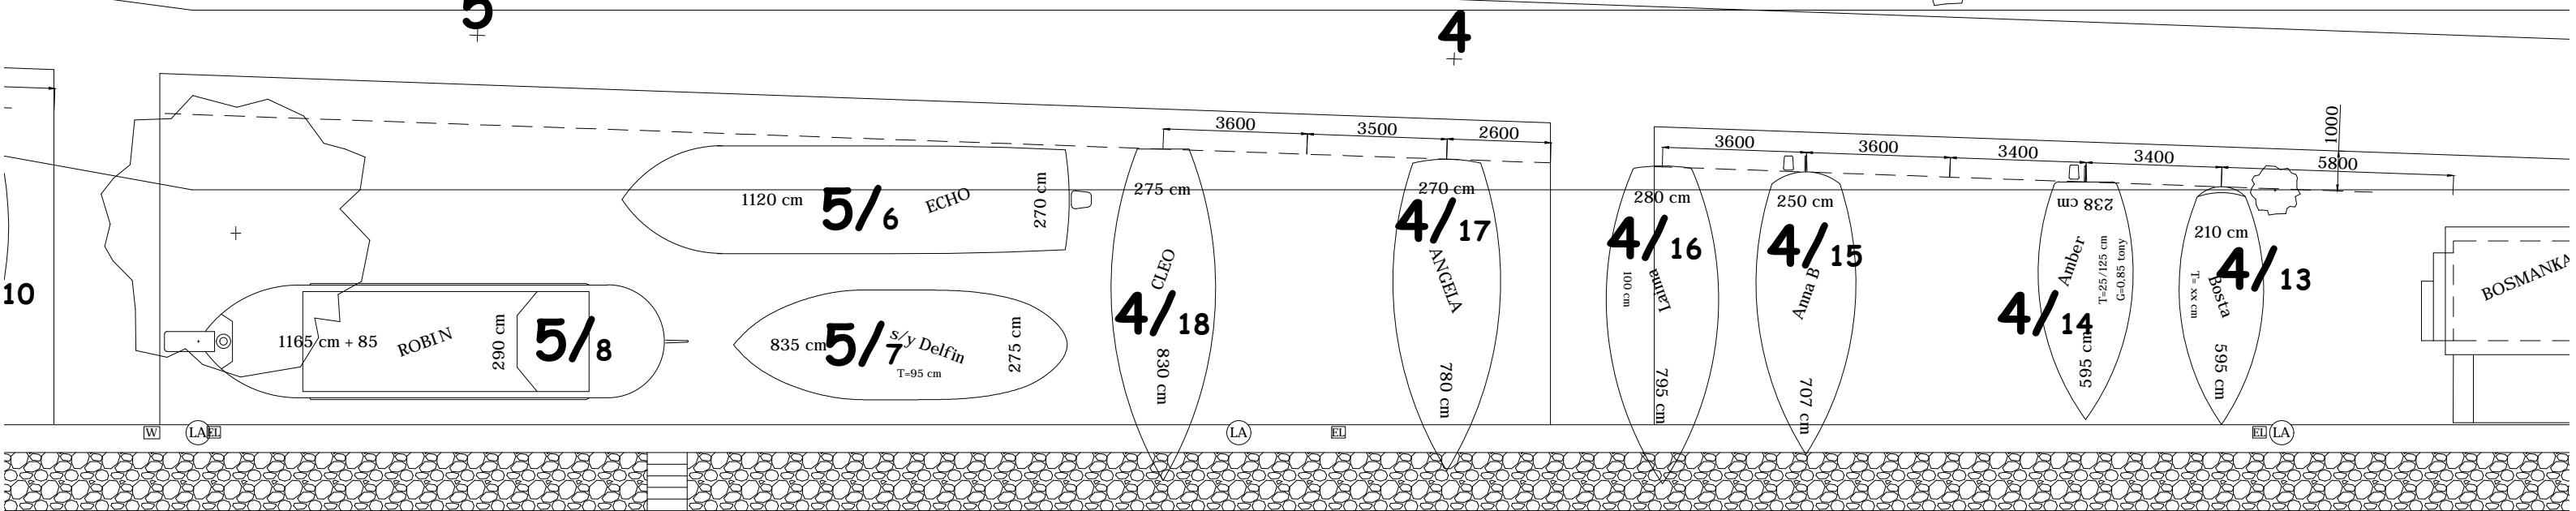 5
4
10
1165 cm + 85
ROBIN
290 cm
5/8
1120 cm
5/6
ECHO
270 cm
835 cm
5/7
s/y Delfin
T=95 cm
275 cm
3600
3500
2600
275 cm
CLEO
4/18
830 cm
270 cm
4/17
ANGELA
780 cm
3600
3600
3400
3400
5800
1000
280 cm
4/16
Laima
100 cm
795 cm
250 cm
4/15
Anna B
707 cm
238 cm
Amber
T=25/125 cm
G=0,85 tony
4/14
595 cm
210 cm
4/13
Bosta
T= xx cm
595 cm
BOSMANKA
W
LA
EL
LA
EL
EL
LA